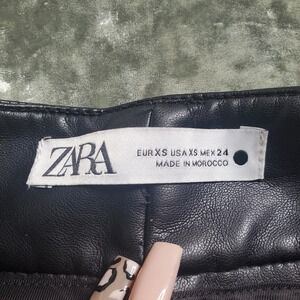 ZARA
EUR XS USA XS MEX 24
MADE IN MOROCCO